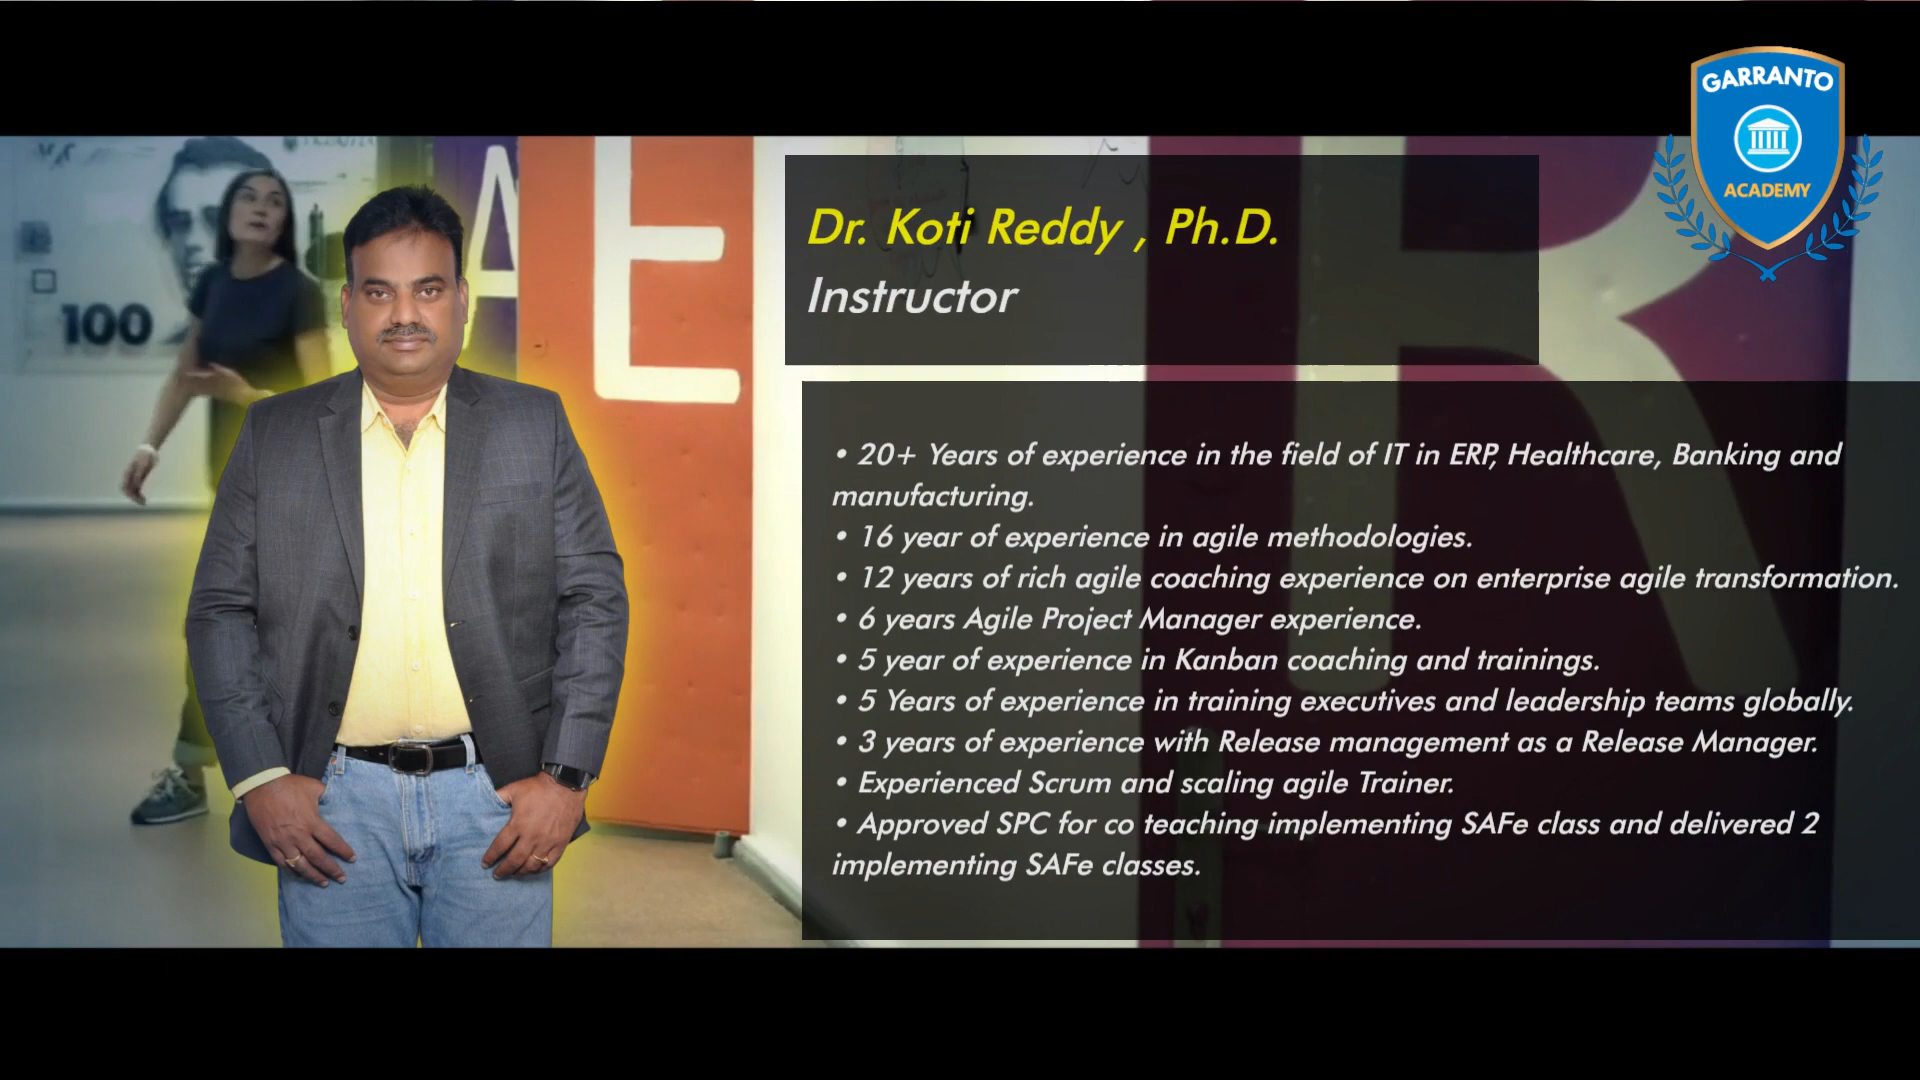 GARRANTO
ACADEMY
100
A
E
R
Dr. Koti Reddy , Ph.D.
Instructor
• 20+ Years of experience in the field of IT in ERP, Healthcare, Banking and
manufacturing.
• 16 year of experience in agile methodologies.
• 12 years of rich agile coaching experience on enterprise agile transformation.
• 6 years Agile Project Manager experience.
• 5 year of experience in Kanban coaching and trainings.
• 5 Years of experience in training executives and leadership teams globally.
• 3 years of experience with Release management as a Release Manager.
• Experienced Scrum and scaling agile Trainer.
• Approved SPC for co teaching implementing SAFe class and delivered 2
implementing SAFe classes.